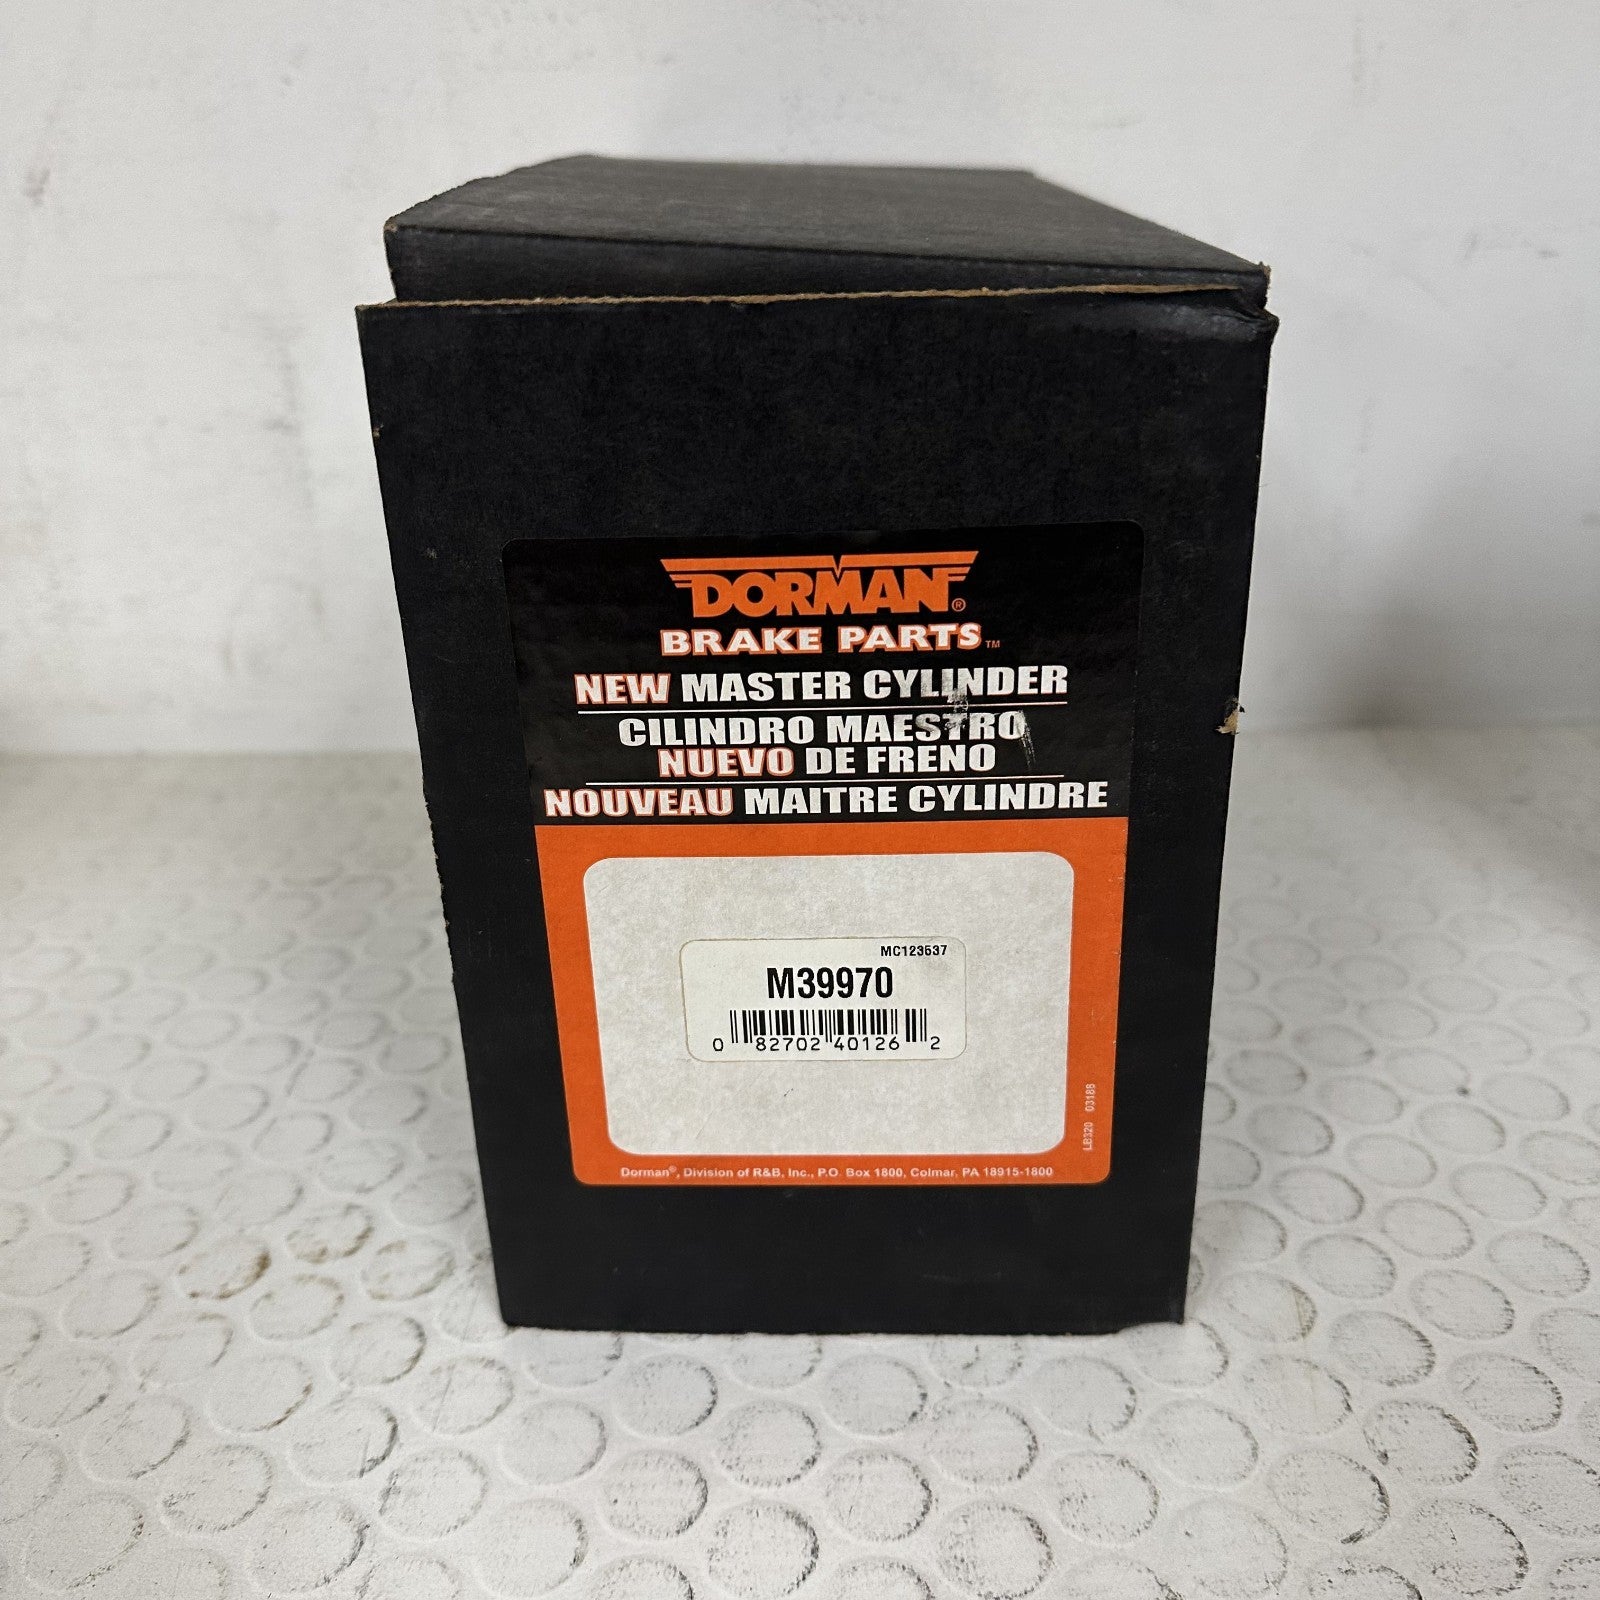 DORMAN®
BRAKE PARTS™
NEW MASTER CYLINDER
CILINDRO MAESTRO
NUEVO DE FRENO
NOUVEAU MAITRE CYLINDRE
MC123537
M39970
0 82702 40126 2
LB320 03188
Dorman®, Division of R&B, Inc., P.O. Box 1800, Colmar, PA 18915-1800